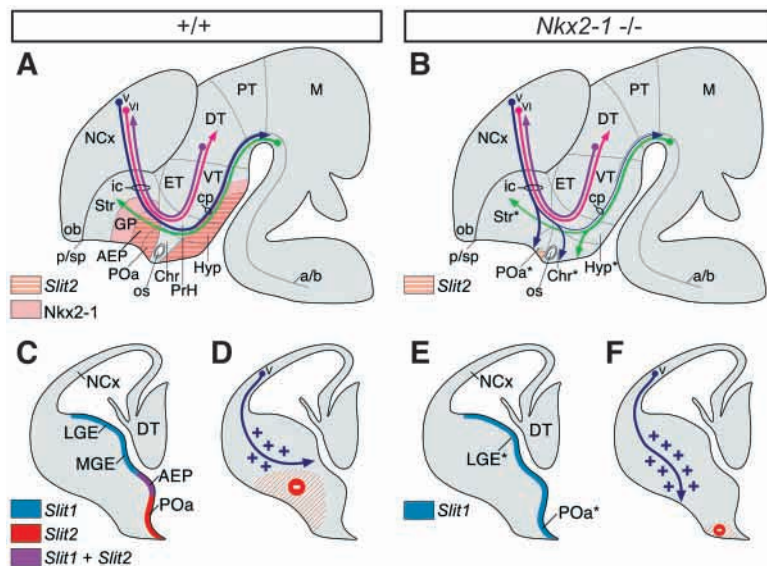 +/+
Nkx2-1 -/-
A
PT
M
V
VI
DT
NCx
ET
VT
ic
cp
Str
GP
ob
AEP
p/sp
POa
os
Chr
PrH
Hyp
a/b
Slit2
Nkx2-1
B
PT
M
V
VI
DT
NCx
ET
VT
ic
cp
Str*
ob
p/sp
POa*
os
Chr*
Hyp*
a/b
Slit2
C
NCx
LGE
DT
MGE
AEP
POa
Slit1
Slit2
Slit1 + Slit2
D
V
+ + +
+ + +
-
E
NCx
DT
LGE*
POa*
Slit1
F
V
+ +
+ +
+ +
+ +
+
-